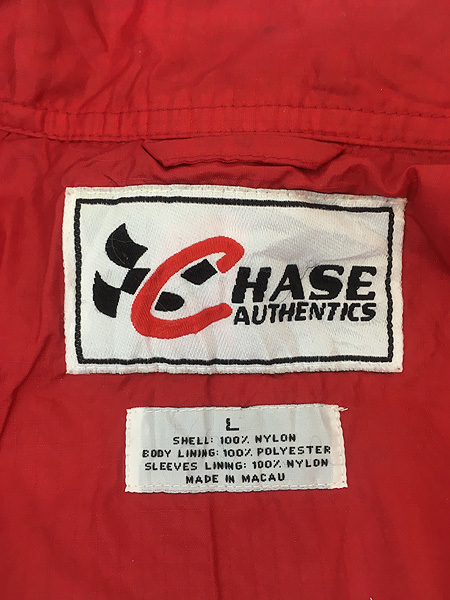 CHASE
AUTHENTICS
L
SHELL: 100% NYLON
BODY LINING: 100% POLYESTER
SLEEVES LINING: 100% NYLON
MADE IN MACAU